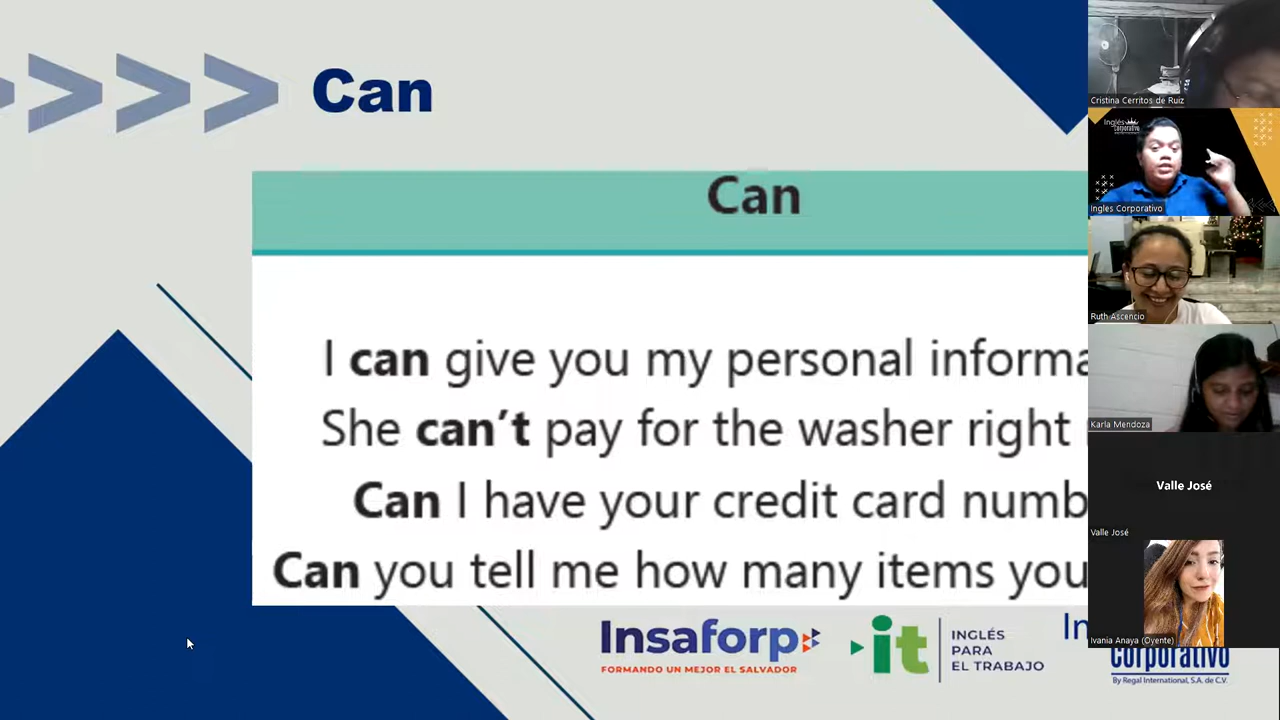 Can
Can
I can give you my personal informa
She can't pay for the washer right
Can I have your credit card numb
Can you tell me how many items you
Insaforp
FORMANDO UN MEJOR EL SALVADOR
it
INGLÉS
PARA
EL TRABAJO
In
corporativo
By Regal International, S.A. de C.V.
Cristina Cerritos de Ruiz
Inglés
corporativo
Ingles Corporativo
Ruth Ascencio
Karla Mendoza
Valle José
Valle José
Ivania Anaya (Oyente)